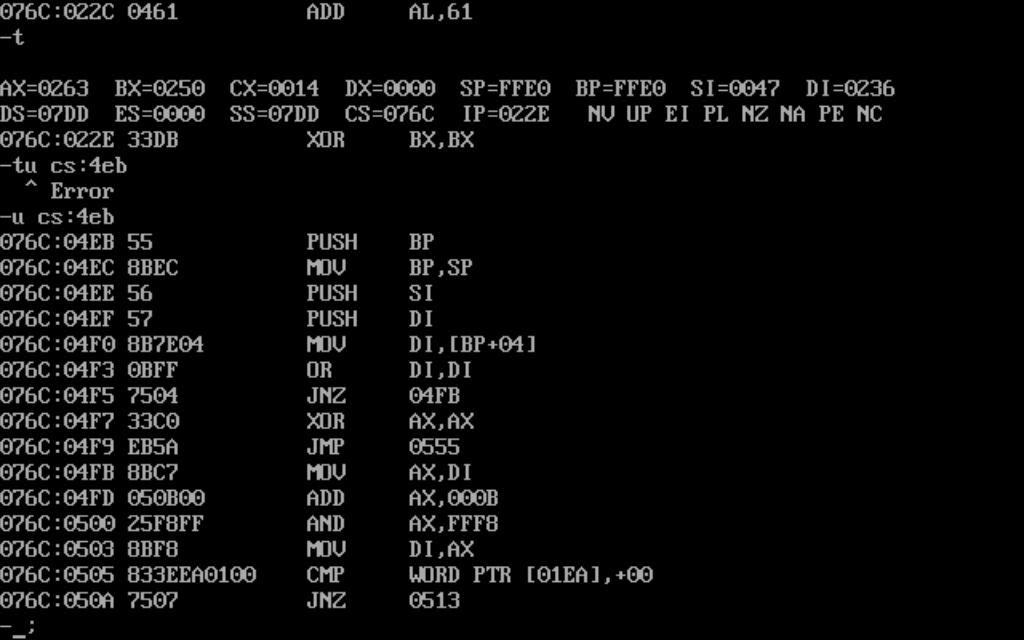 076C:022C 0461 ADD AL,61
-t
AX=0263 BX=0250 CX=0014 DX=0000 SP=FFE0 BP=FFE0 SI=0047 DI=0236
DS=07DD ES=0000 SS=07DD CS=076C IP=022E NV UP EI PL NZ NA PE NC
076C:022E 33DB XOR BX,BX
-tu cs:4eb
^ Error
-u cs:4eb
076C:04EB 55 PUSH BP
076C:04EC 8BEC MOV BP,SP
076C:04EE 56 PUSH SI
076C:04EF 57 PUSH DI
076C:04F0 8B7E04 MOV DI,[BP+04]
076C:04F3 0BFF OR DI,DI
076C:04F5 7504 JNZ 04FB
076C:04F7 33C0 XOR AX,AX
076C:04F9 EB5A JMP 0555
076C:04FB 8BC7 MOV AX,DI
076C:04FD 050B00 ADD AX,000B
076C:0500 25F8FF AND AX,FFF8
076C:0503 8BF8 MOV DI,AX
076C:0505 833EEA0100 CMP WORD PTR [01EA],+00
076C:050A 7507 JNZ 0513
-_;